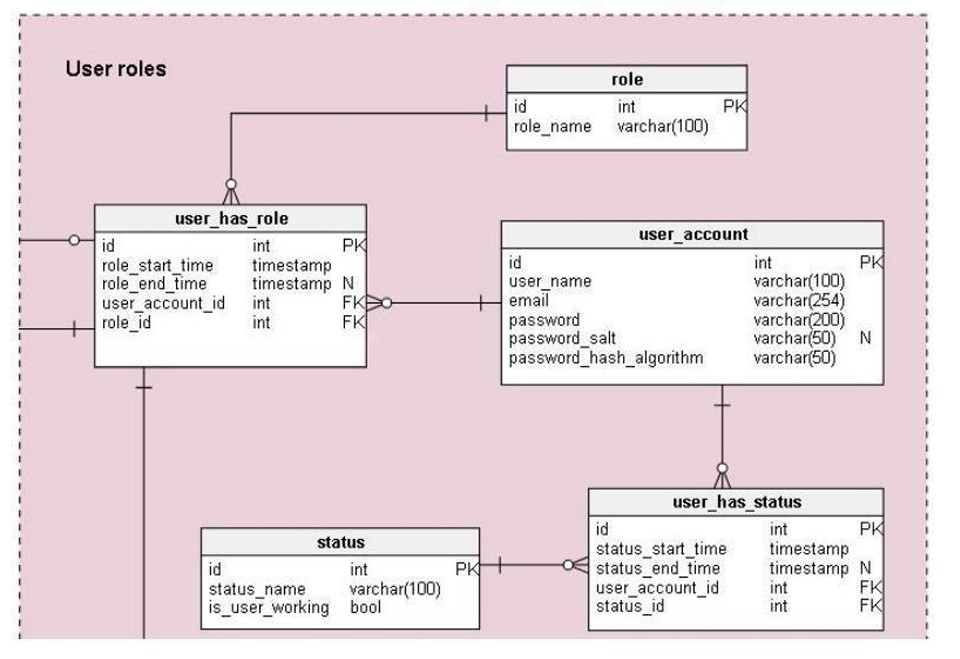 User roles
role
id int PK
role_name varchar(100)
user_has_role
id int PK
role_start_time timestamp
role_end_time timestamp N
user_account_id int FK
role_id int FK
user_account
id int PK
user_name varchar(100)
email varchar(254)
password varchar(200)
password_salt varchar(50) N
password_hash_algorithm varchar(50)
user_has_status
id int PK
status_start_time timestamp
status_end_time timestamp N
user_account_id int FK
status_id int FK
status
id int PK
status_name varchar(100)
is_user_working bool